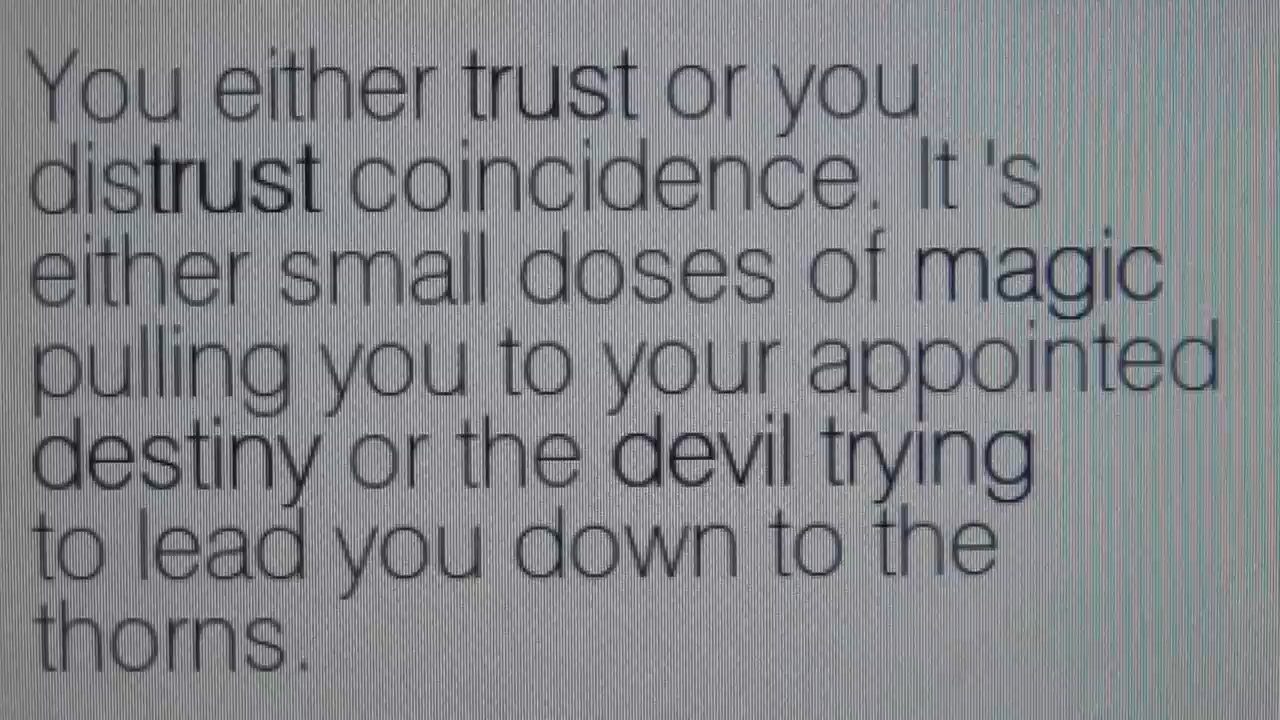 You either trust or you
distrust coincidence. It 's
either small doses of magic
pulling you to your appointed
destiny or the devil trying
to lead you down to the
thorns.